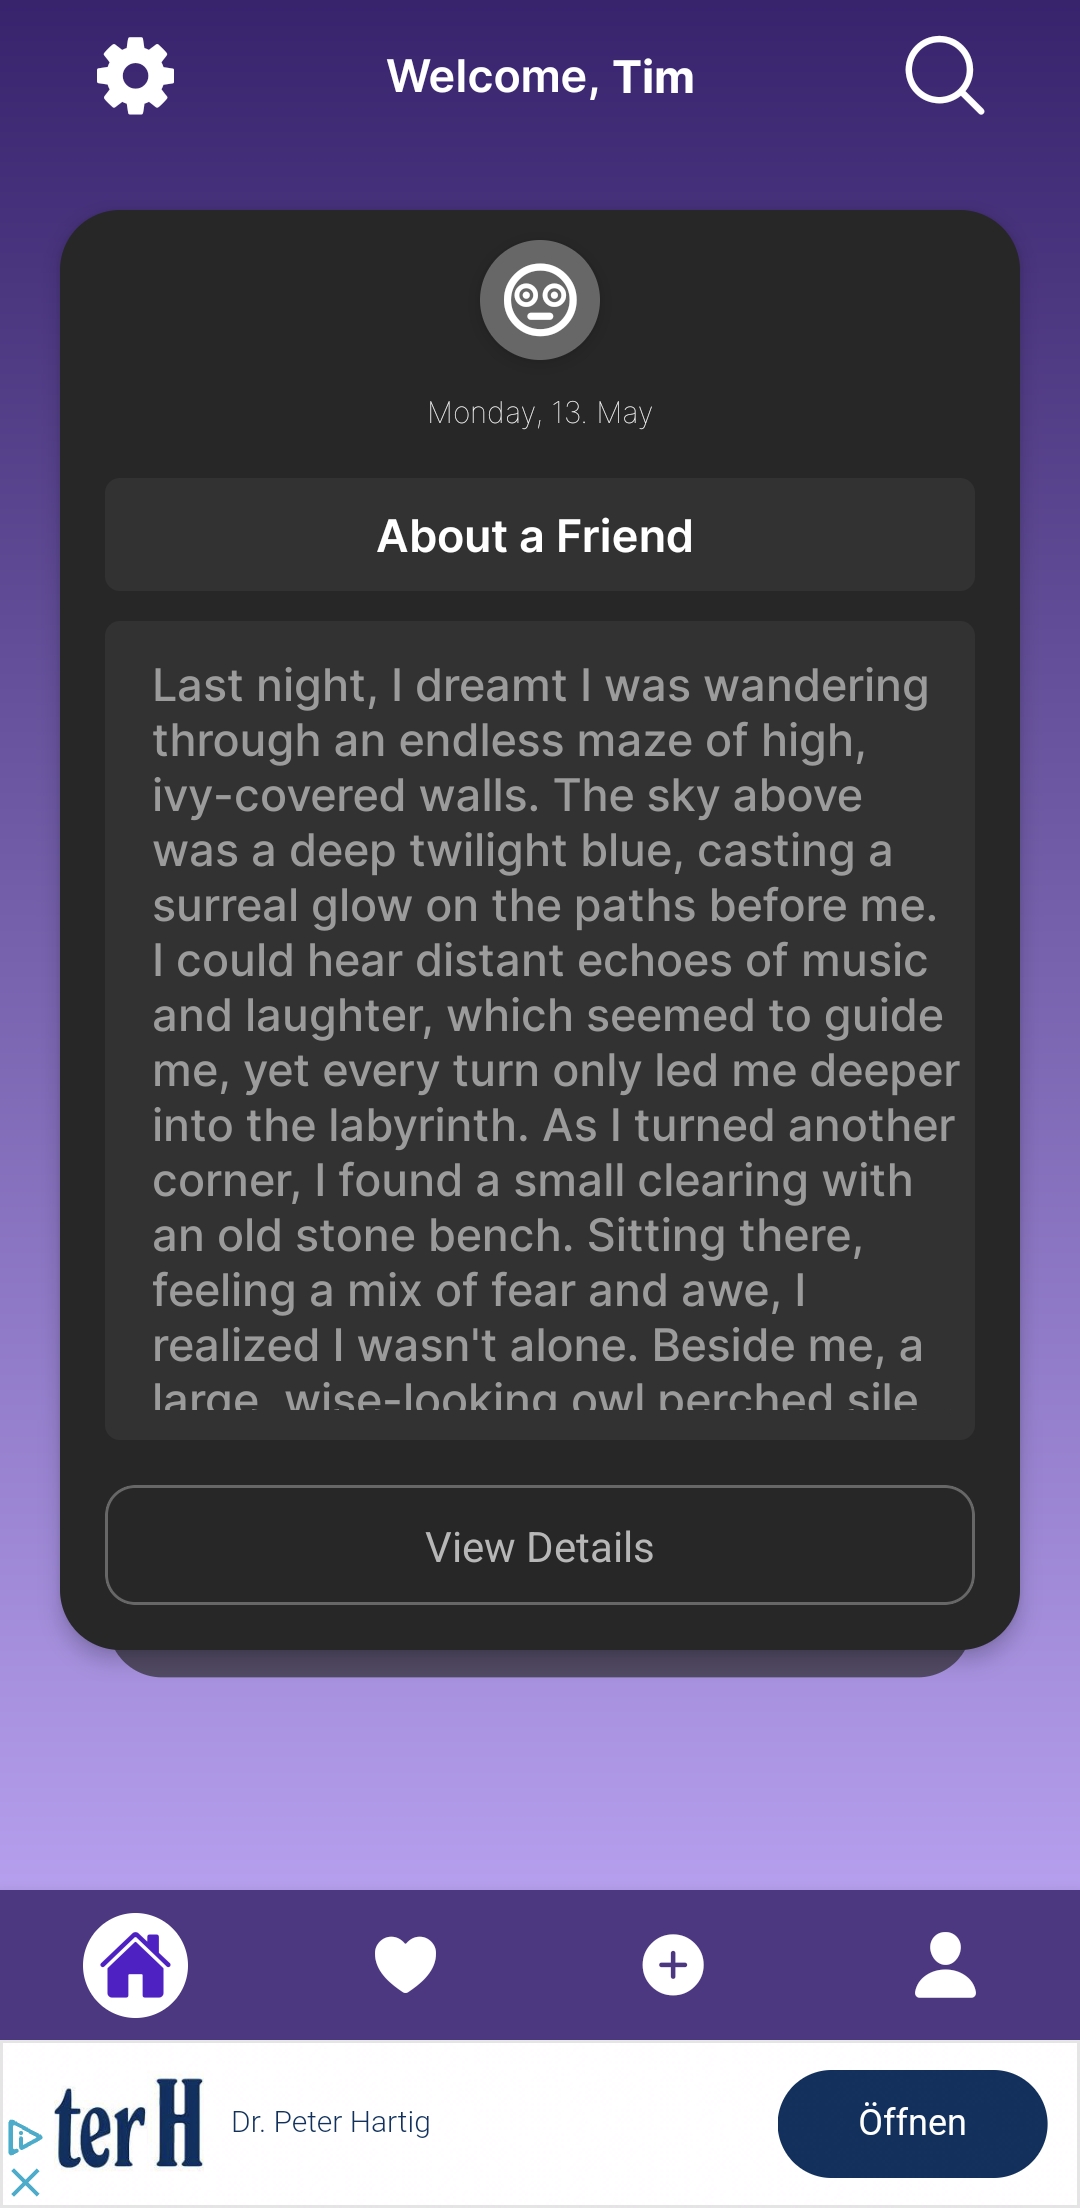 Welcome, Tim
Monday, 13. May
About a Friend
Last night, I dreamt I was wandering
through an endless maze of high,
ivy-covered walls. The sky above
was a deep twilight blue, casting a
surreal glow on the paths before me.
I could hear distant echoes of music
and laughter, which seemed to guide
me, yet every turn only led me deeper
into the labyrinth. As I turned another
corner, I found a small clearing with
an old stone bench. Sitting there,
feeling a mix of fear and awe, I
realized I wasn't alone. Beside me, a
large, wise-looking owl perched sile
View Details
ter H
Dr. Peter Hartig
Öffnen